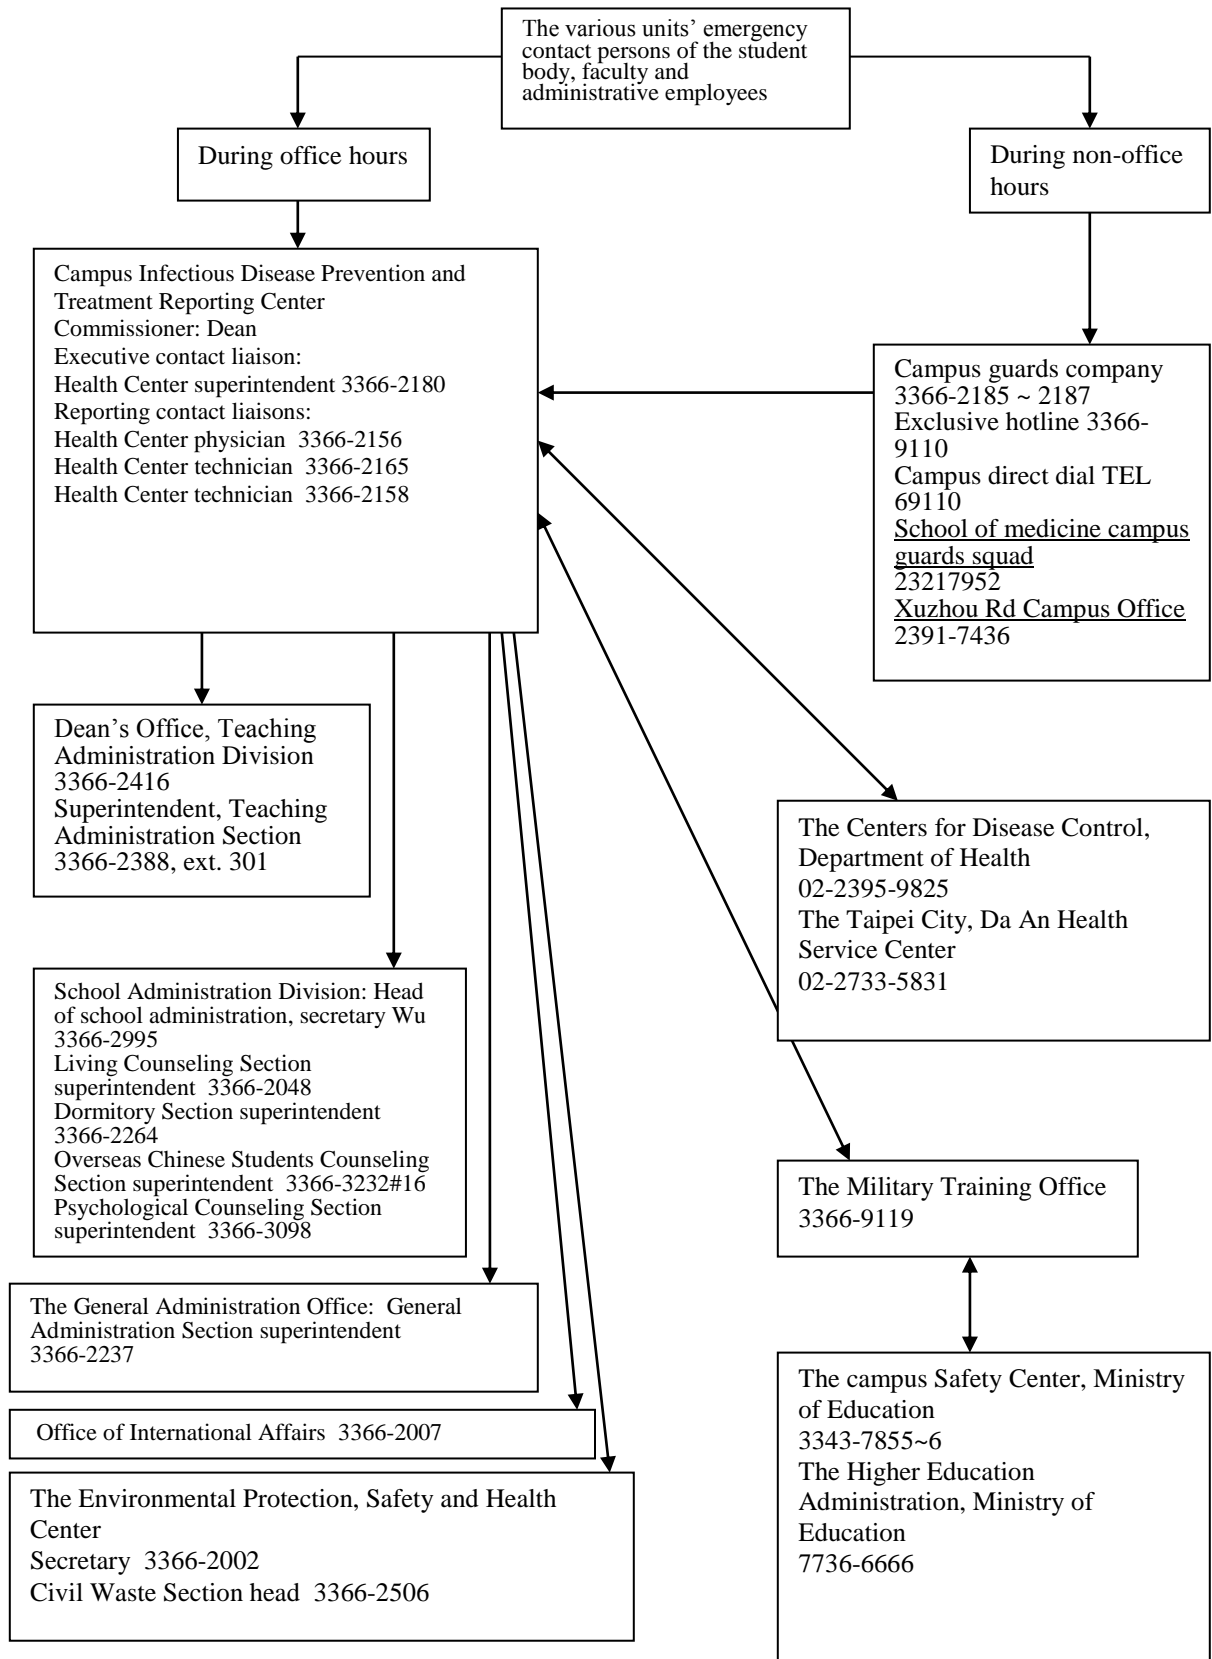 The various units’ emergency
contact persons of the student
body, faculty and
administrative employees
During office hours
During non-office
hours
Campus Infectious Disease Prevention and
Treatment Reporting Center
Commissioner: Dean
Executive contact liaison:
Health Center superintendent 3366-2180
Reporting contact liaisons:
Health Center physician  3366-2156
Health Center technician  3366-2165
Health Center technician  3366-2158
Campus guards company
3366-2185 ~ 2187
Exclusive hotline 3366-
9110
Campus direct dial TEL
69110
School of medicine campus
guards squad
23217952
Xuzhou Rd Campus Office
2391-7436
Dean’s Office, Teaching
Administration Division
3366-2416
Superintendent, Teaching
Administration Section
3366-2388, ext. 301
The Centers for Disease Control,
Department of Health
02-2395-9825
The Taipei City, Da An Health
Service Center
02-2733-5831
School Administration Division: Head
of school administration, secretary Wu
3366-2995
Living Counseling Section
superintendent  3366-2048
Dormitory Section superintendent
3366-2264
Overseas Chinese Students Counseling
Section superintendent  3366-3232#16
Psychological Counseling Section
superintendent  3366-3098
The Military Training Office
3366-9119
The General Administration Office:  General
Administration Section superintendent
3366-2237
Office of International Affairs  3366-2007
The Environmental Protection, Safety and Health
Center
Secretary  3366-2002
Civil Waste Section head  3366-2506
The campus Safety Center, Ministry
of Education
3343-7855~6
The Higher Education
Administration, Ministry of
Education
7736-6666